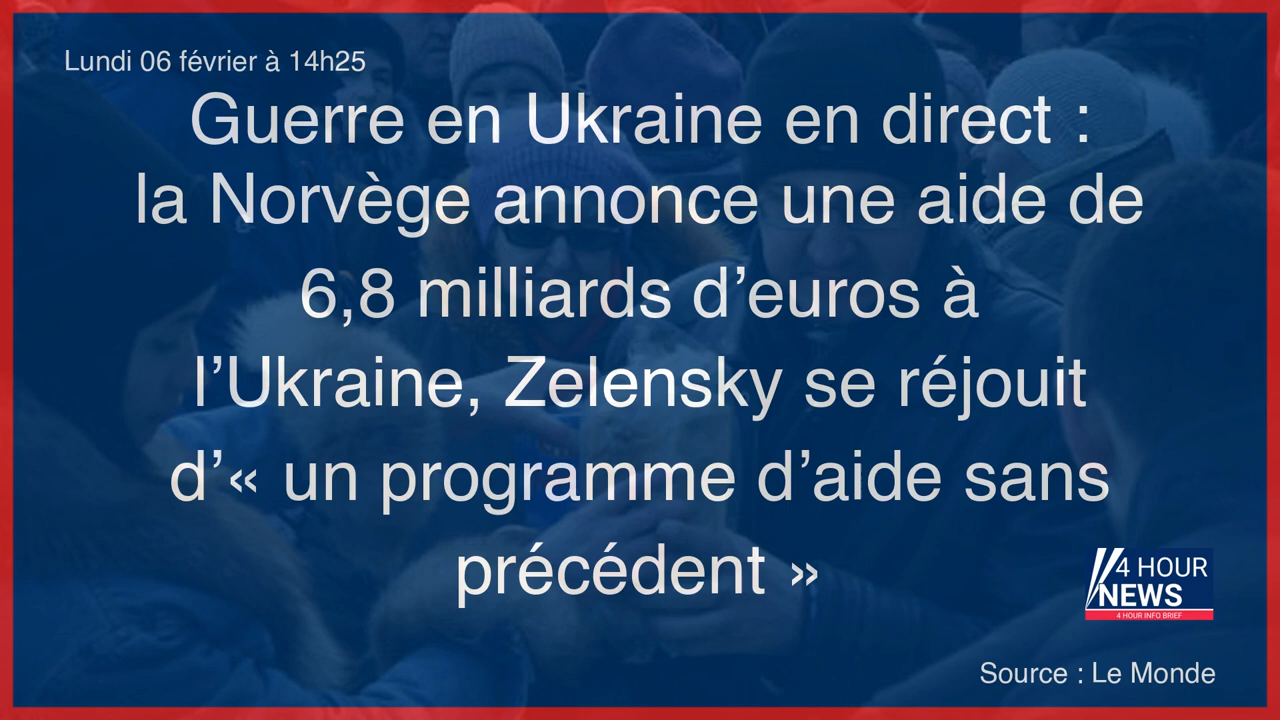 Lundi 06 février à 14h25
Guerre en Ukraine en direct :
la Norvège annonce une aide de
6,8 milliards d’euros à
l’Ukraine, Zelensky se réjouit
d’« un programme d’aide sans
précédent »
4 HOUR
NEWS
4 HOUR INFO BRIEF
Source : Le Monde